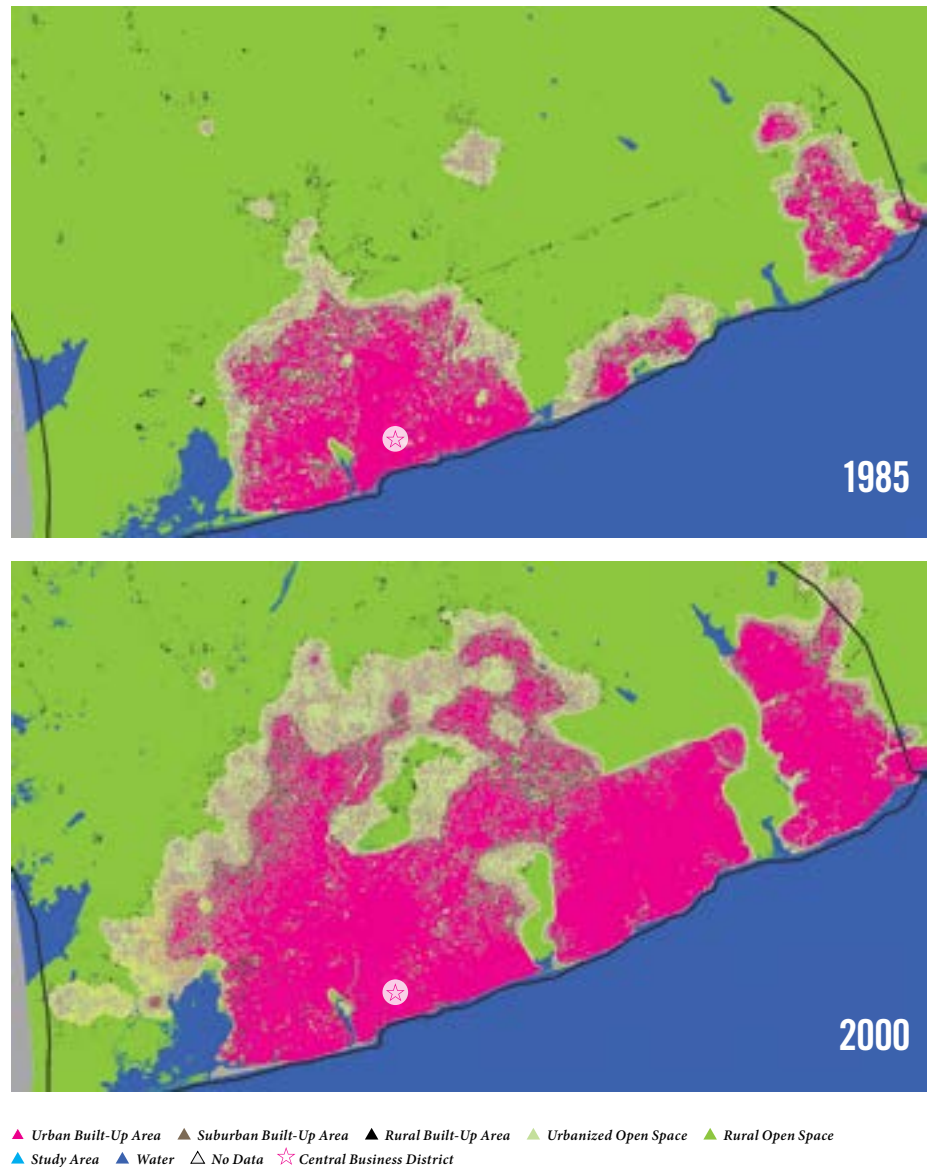 1985
2000
Urban Built-Up Area Suburban Built-Up Area Rural Built-Up Area Urbanized Open Space Rural Open Space
Study Area Water No Data Central Business District